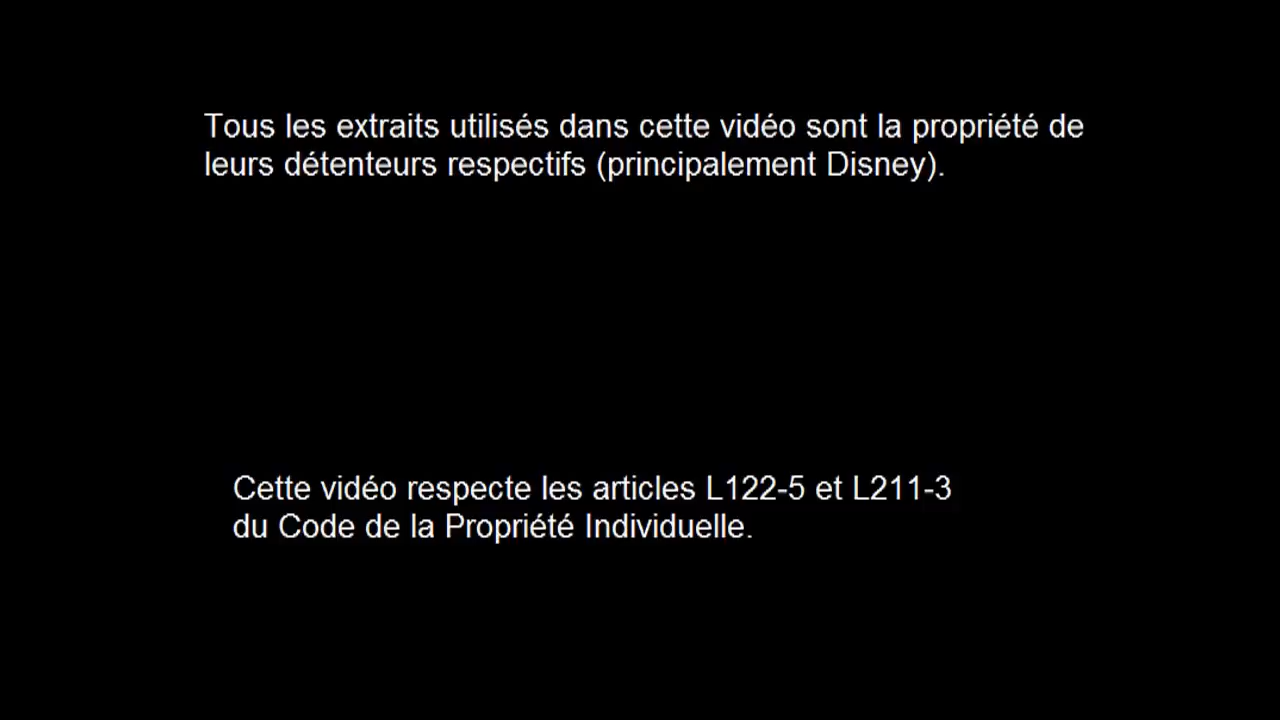 Tous les extraits utilisés dans cette vidéo sont la propriété de
leurs détenteurs respectifs (principalement Disney).
Cette vidéo respecte les articles L122-5 et L211-3
du Code de la Propriété Individuelle.